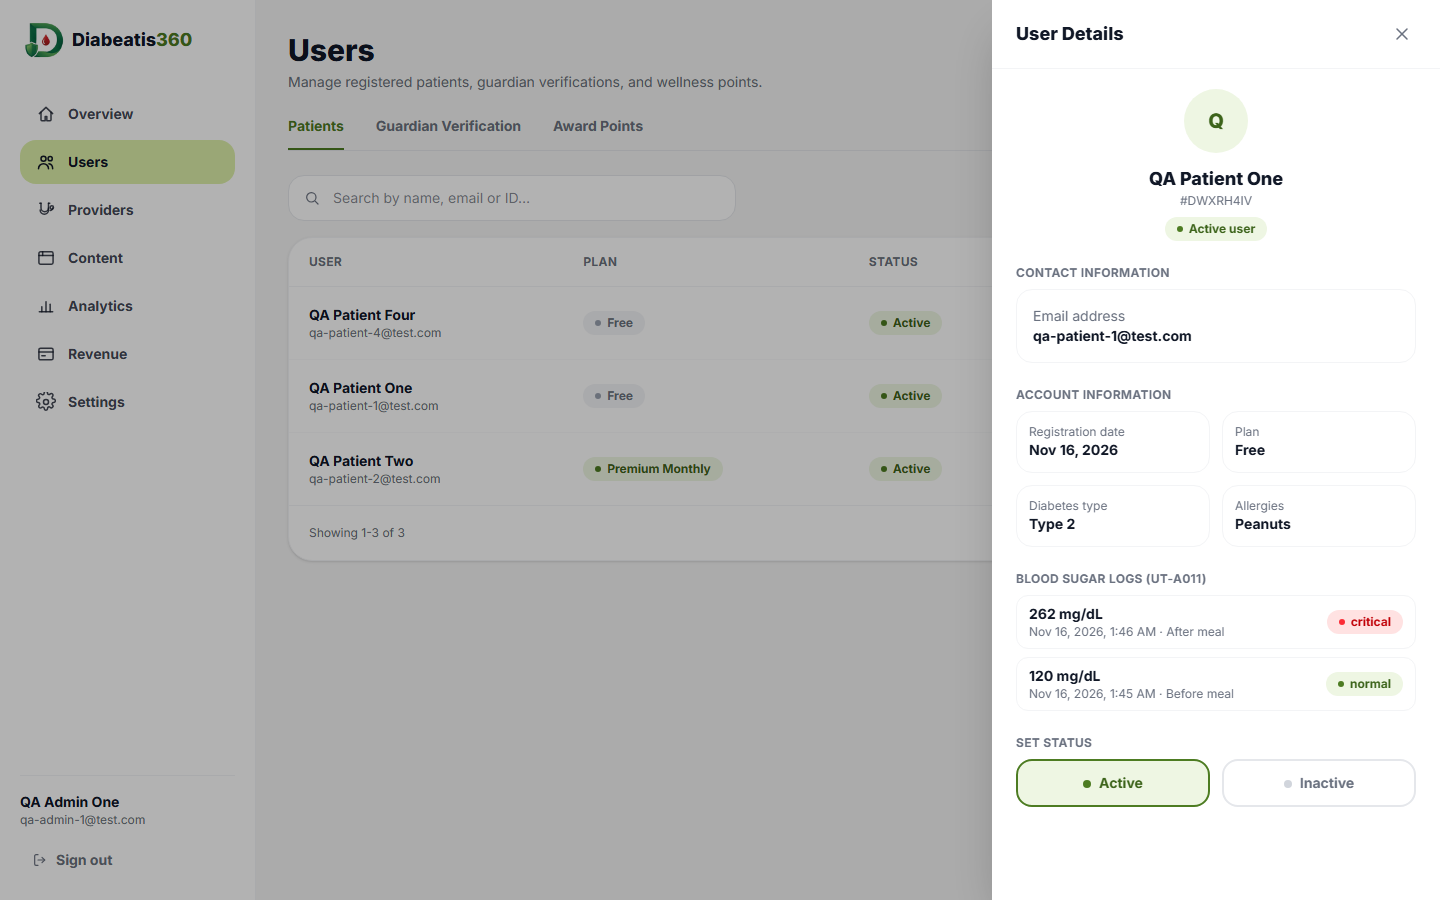 Diabeatis360
Overview
Users
Providers
Content
Analytics
Revenue
Settings
QA Admin One
qa-admin-1@test.com
Sign out
Users
Manage registered patients, guardian verifications, and wellness points.
Patients Guardian Verification Award Points
Search by name, email or ID...
USER PLAN STATUS
QA Patient Four
qa-patient-4@test.com
Free
Active
QA Patient One
qa-patient-1@test.com
Free
Active
QA Patient Two
qa-patient-2@test.com
Premium Monthly
Active
Showing 1-3 of 3
User Details
Q
QA Patient One
#DWXRH4IV
Active user
CONTACT INFORMATION
Email address
qa-patient-1@test.com
ACCOUNT INFORMATION
Registration date
Nov 16, 2026
Plan
Free
Diabetes type
Type 2
Allergies
Peanuts
BLOOD SUGAR LOGS (UT-A011)
262 mg/dL
Nov 16, 2026, 1:46 AM · After meal
critical
120 mg/dL
Nov 16, 2026, 1:45 AM · Before meal
normal
SET STATUS
Active
Inactive